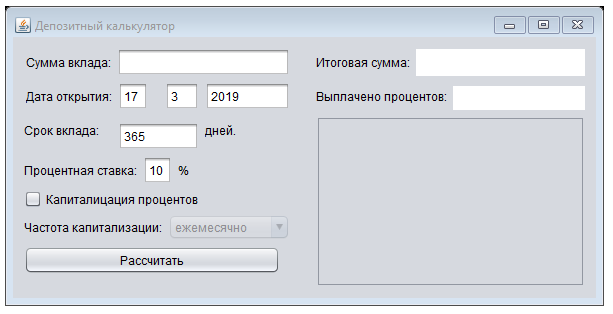 Депозитный калькулятор
Сумма вклада:
Дата открытия: 17 3 2019
Срок вклада: 365 дней.
Процентная ставка: 10 %
Капиталицация процентов
Частота капитализации: ежемесячно
Рассчитать
Итоговая сумма:
Выплачено процентов: